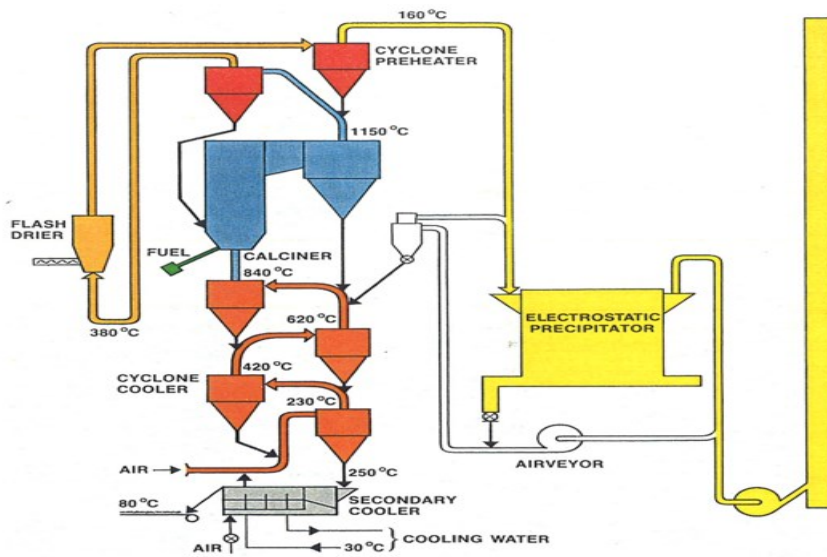 160 °C
CYCLONE
PREHEATER
1150 °C
FLASH
DRIER
FUEL
CALCINER
840 °C
380 °C
620 °C
ELECTROSTATIC
PRECIPITATOR
CYCLONE
COOLER
420 °C
230 °C
AIR
250 °C
AIRVEYOR
80 °C
SECONDARY
COOLER
COOLING WATER
AIR
30 °C